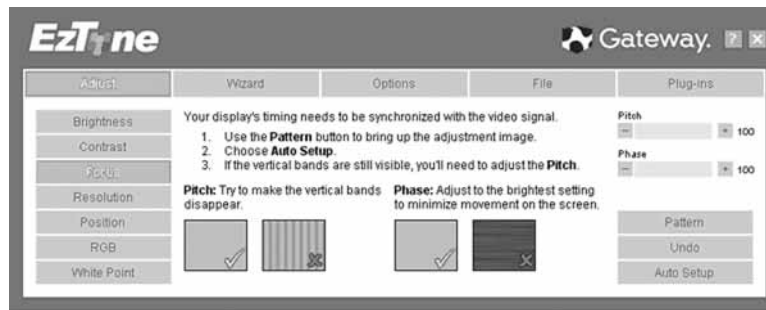 EzTune
Gateway.
? x
Adjust Wizard Options File Plug-ins
Brightness
Contrast
Focus
Resolution
Position
RGB
White Point
Your display's timing needs to be synchronized with the video signal.
1. Use the Pattern button to bring up the adjustment image.
2. Choose Auto Setup.
3. If the vertical bands are still visible, you'll need to adjust the Pitch.
Pitch: Try to make the vertical bands
disappear.
Phase: Adjust to the brightest setting
to minimize movement on the screen.
Pitch
- + 100
Phase
- + 100
Pattern
Undo
Auto Setup